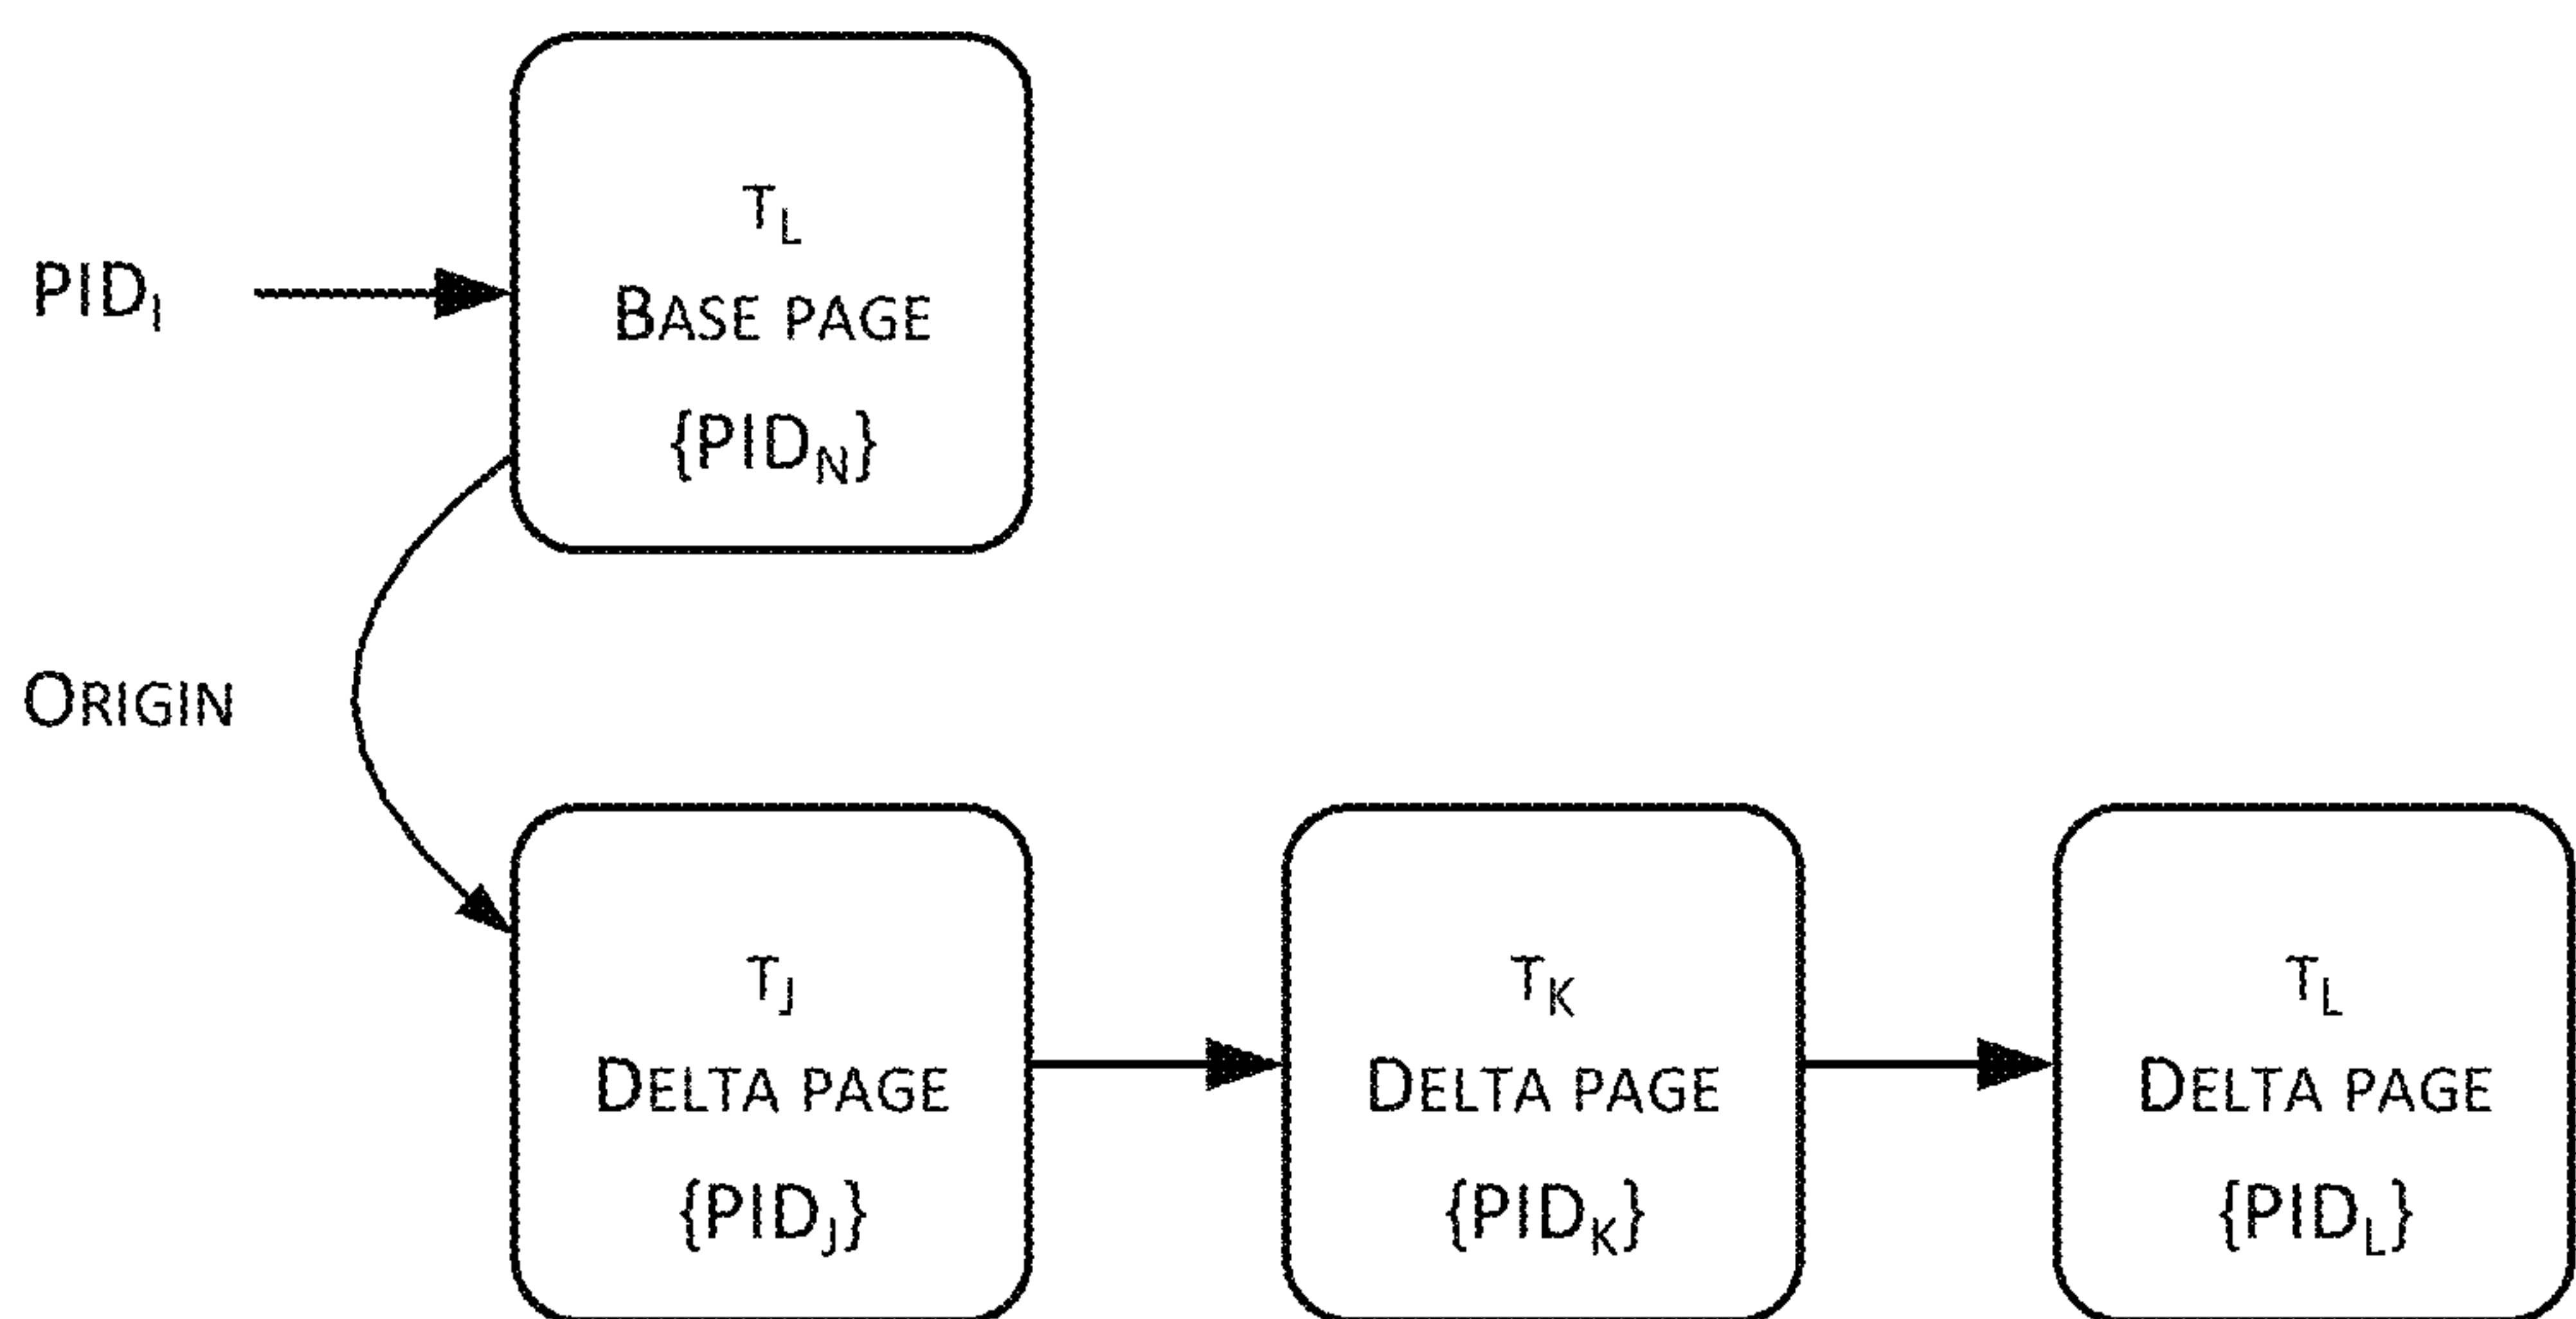 PID_I
T_L
BASE PAGE
{PID_N}
ORIGIN
T_J
DELTA PAGE
{PID_J}
T_K
DELTA PAGE
{PID_K}
T_L
DELTA PAGE
{PID_L}